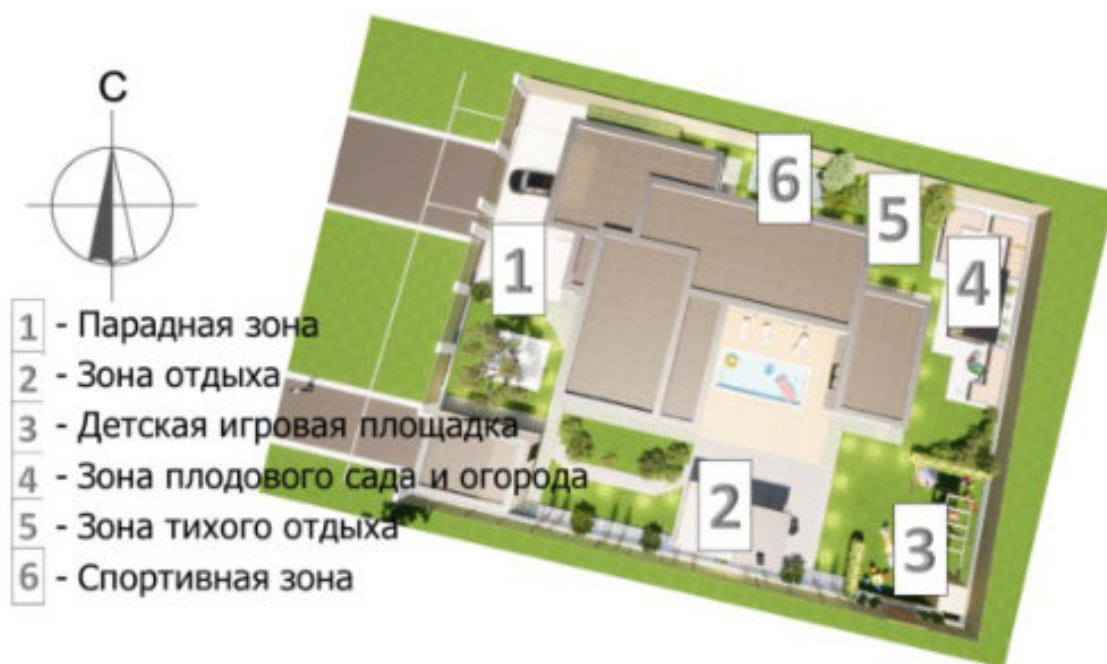 С
6
5
1
4
1 - Парадная зона
2 - Зона отдыха
3 - Детская игровая площадка
4 - Зона плодового сада и огорода
5 - Зона тихого отдыха
6 - Спортивная зона
2
3